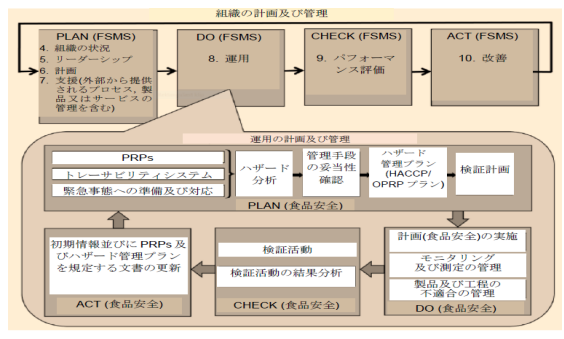 組織の計画及び管理
PLAN (FSMS)
4. 組織の状況
5. リーダーシップ
6. 計画
7. 支援(外部から提供
されるプロセス, 製
品又はサービスの
管理を含む)
DO (FSMS)
8. 運用
CHECK (FSMS)
9. パフォーマ
ンス評価
ACT (FSMS)
10. 改善
運用の計画及び管理
PRPs
トレーサビリティシステム
緊急事態への準備及び対応
ハザード
分析
管理手段
の妥当性
確認
ハザード
管理プラン
(HACCP/
OPRP プラン)
検証計画
PLAN (食品安全)
計画(食品安全)の実施
モニタリング
及び測定の管理
製品及び工程の
不適合の管理
DO (食品安全)
検証活動
検証活動の結果分析
CHECK (食品安全)
初期情報並びに PRPs 及
びハザード管理プラン
を規定する文書の更新
ACT (食品安全)